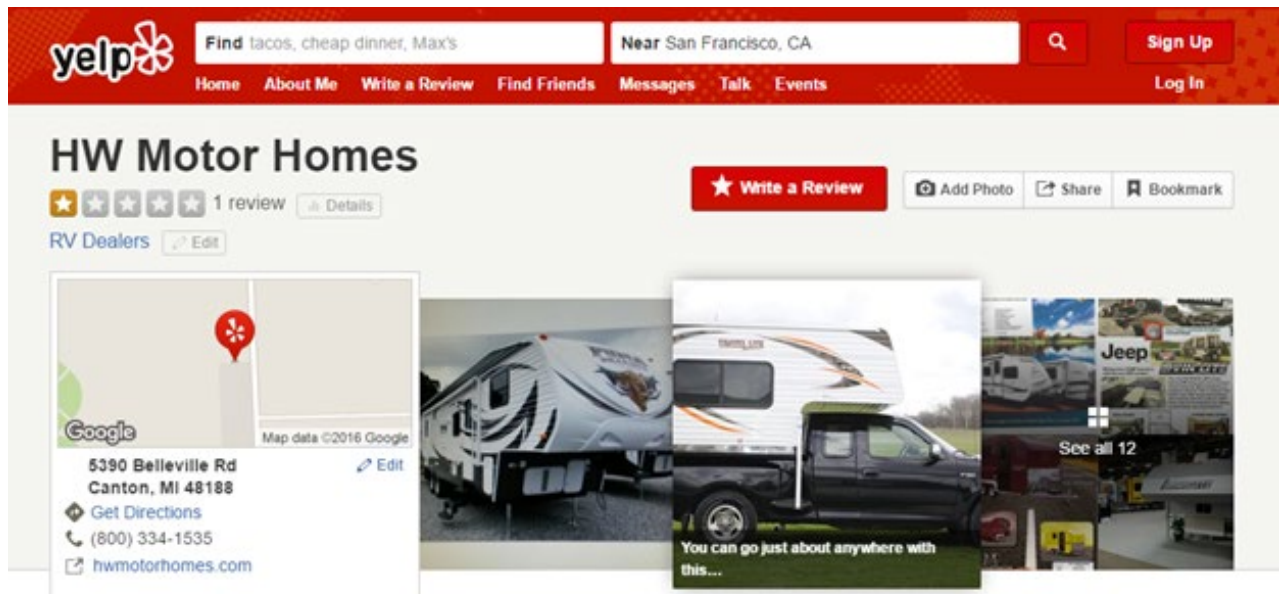 yelp
Find tacos, cheap dinner, Max's
Near San Francisco, CA
Sign Up
Home About Me Write a Review Find Friends Messages Talk Events
Log In
HW Motor Homes
1 review
Details
Write a Review
Add Photo
Share
Bookmark
RV Dealers
Edit
Google
Map data ©2016 Google
5390 Belleville Rd
Edit
Canton, MI 48188
Get Directions
(800) 334-1535
hwmotorhomes.com
You can go just about anywhere with
this...
Jeep
See all 12